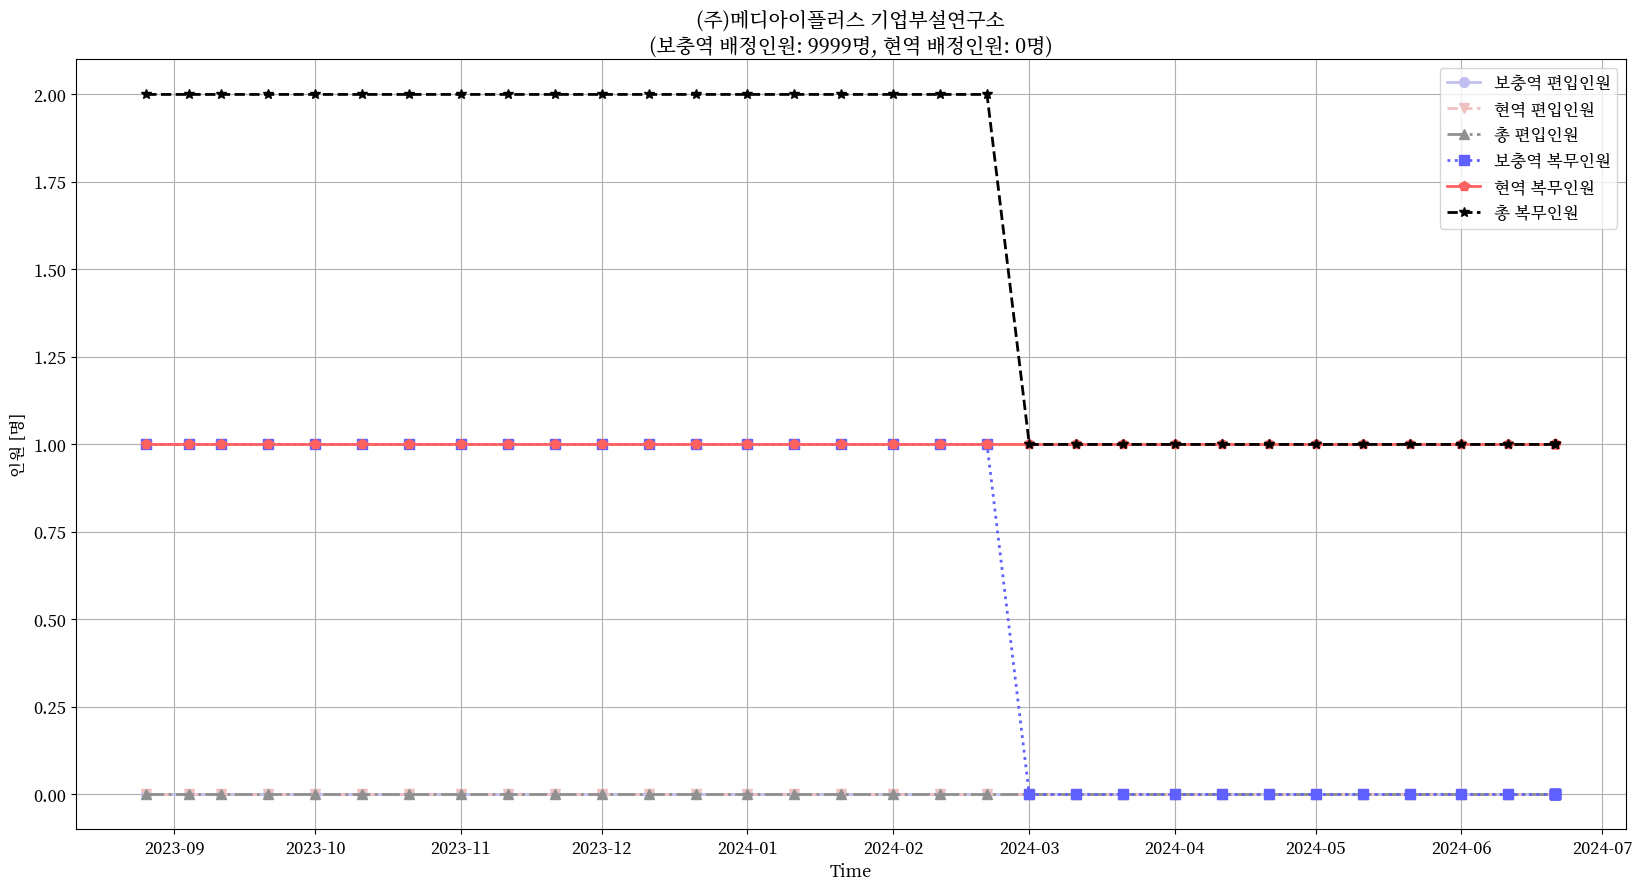 (주)메디아이플러스 기업부설연구소
(보충역 배정인원: 9999명, 현역 배정인원: 0명)
보충역 편입인원
현역 편입인원
총 편입인원
보충역 복무인원
현역 복무인원
총 복무인원
2.00
1.75
1.50
1.25
1.00
0.75
0.50
0.25
0.00
인원 [명]
2023-09 2023-10 2023-11 2023-12 2024-01 2024-02 2024-03 2024-04 2024-05 2024-06 2024-07
Time